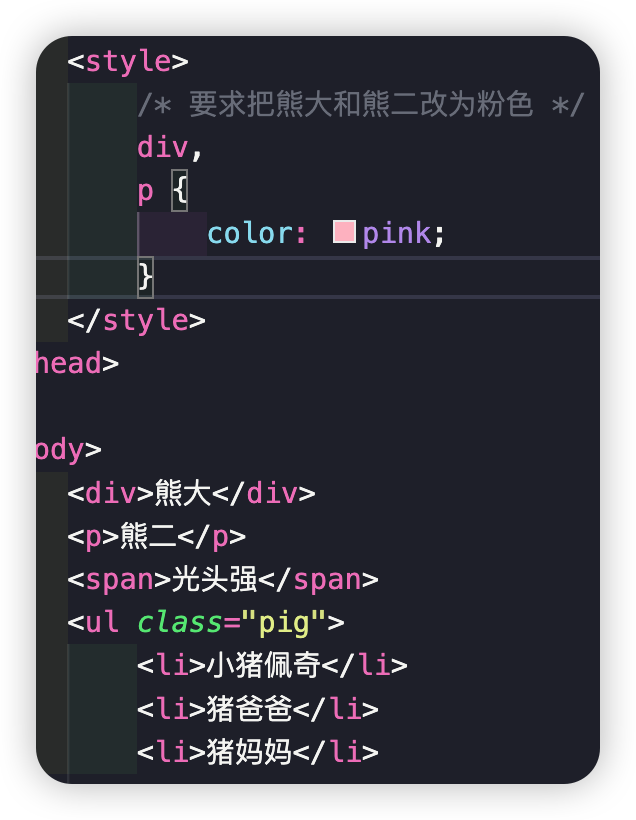 <style>
/* 要求把熊大和熊二改为粉色 */
div,
p {
color: pink;
}
</style>
head>
ody>
<div>熊大</div>
<p>熊二</p>
<span>光头强</span>
<ul class="pig">
<li>小猪佩奇</li>
<li>猪爸爸</li>
<li>猪妈妈</li>